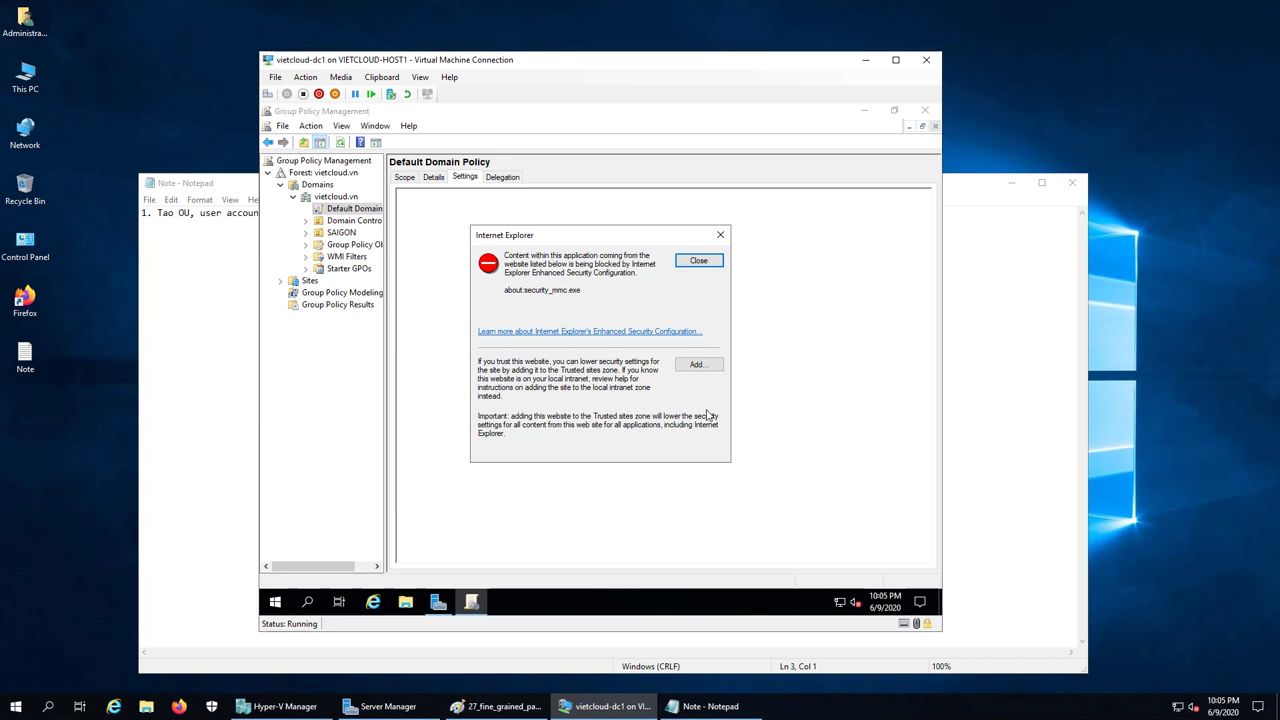 Administra...
This PC
Network
Recycle Bin
Control Panel
Firefox
Note
Note - Notepad
File Edit Format View He
1. Tao OU, user accoun
vietcloud-dc1 on VIETCLOUD-HOST1 - Virtual Machine Connection
File Action Media Clipboard View Help
Group Policy Management
File Action View Window Help
Group Policy Management
Forest: vietcloud.vn
Domains
vietcloud.vn
Default Domain
Domain Contro
SAIGON
Group Policy Ob
WMI Filters
Starter GPOs
Sites
Group Policy Modeling
Group Policy Results
Default Domain Policy
Scope Details Settings Delegation
Internet Explorer
Content within this application coming from the
website listed below is being blocked by Internet
Explorer Enhanced Security Configuration.
Close
about:security_mmc.exe
Learn more about Internet Explorer's Enhanced Security Configuration...
If you trust this website, you can lower security settings for
the site by adding it to the Trusted sites zone. If you know
this website is on your local intranet, review help for
instructions on adding the site to the local intranet zone
instead.
Add...
Important: adding this website to the Trusted sites zone will lower the security
settings for all content from this web site for all applications, including Internet
Explorer.
10:05 PM
6/9/2020
Status: Running
Windows (CRLF)
Ln 3, Col 1
100%
Hyper-V Manager
Server Manager
27_fine_grained_pa...
vietcloud-dc1 on VI...
Note - Notepad
10:05 PM
6/9/2020